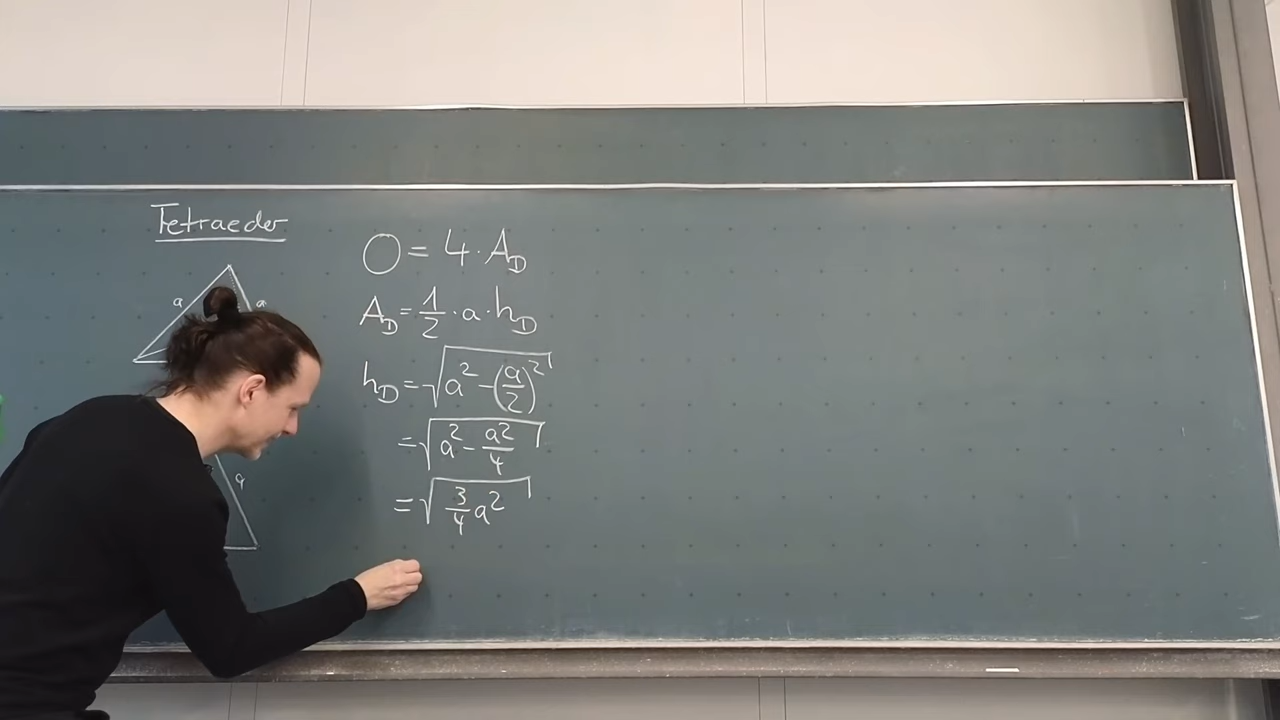 Tetraeder
a
a
a
O = 4 · A_D
A_D = 1/2 · a · h_D
h_D = √(a² - (a/2)²)
= √(a² - a²/4)
= √(3/4 a²)